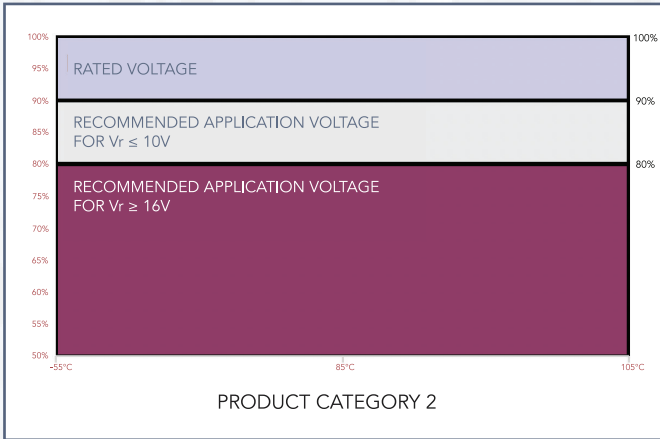 100%
95%
90%
85%
80%
75%
70%
65%
60%
55%
50%
RATED VOLTAGE
RECOMMENDED APPLICATION VOLTAGE
FOR Vr ≤ 10V
RECOMMENDED APPLICATION VOLTAGE
FOR Vr ≥ 16V
100%
90%
80%
-55°C
85°C
105°C
PRODUCT CATEGORY 2